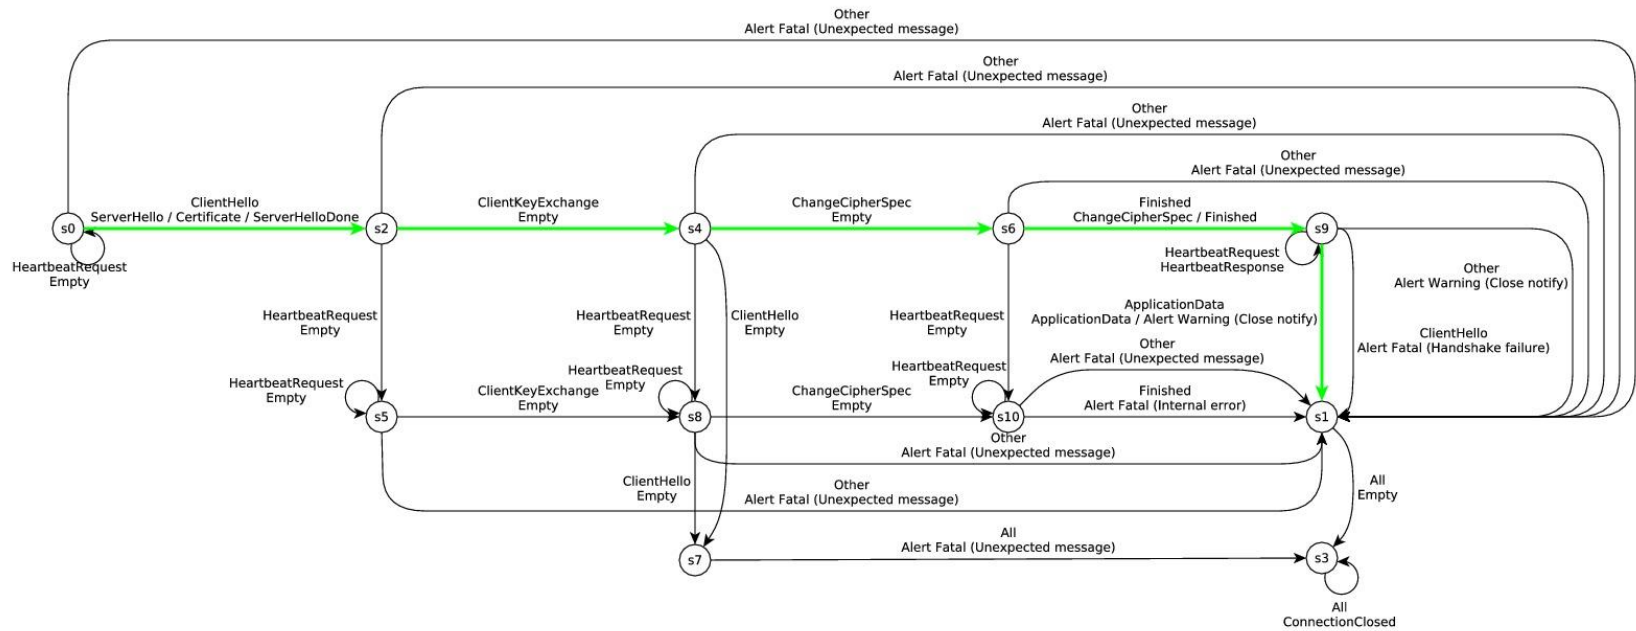 Other
Alert Fatal (Unexpected message)
Other
Alert Fatal (Unexpected message)
Other
Alert Fatal (Unexpected message)
Other
Alert Fatal (Unexpected message)
ClientHello
ServerHello / Certificate / ServerHelloDone
ClientKeyExchange
Empty
ChangeCipherSpec
Empty
Finished
ChangeCipherSpec / Finished
s0
s2
s4
s6
s9
HeartbeatRequest
Empty
HeartbeatRequest
HeartbeatResponse
Other
Alert Warning (Close notify)
HeartbeatRequest
Empty
HeartbeatRequest
Empty
ClientHello
Empty
HeartbeatRequest
Empty
ApplicationData
ApplicationData / Alert Warning (Close notify)
ClientHello
Alert Fatal (Handshake failure)
Other
Alert Fatal (Unexpected message)
HeartbeatRequest
Empty
HeartbeatRequest
Empty
HeartbeatRequest
Empty
ClientKeyExchange
Empty
ChangeCipherSpec
Empty
Finished
Alert Fatal (Internal error)
s5
s8
s10
s1
Other
Alert Fatal (Unexpected message)
ClientHello
Empty
Other
Alert Fatal (Unexpected message)
All
Empty
All
Alert Fatal (Unexpected message)
s7
s3
All
ConnectionClosed